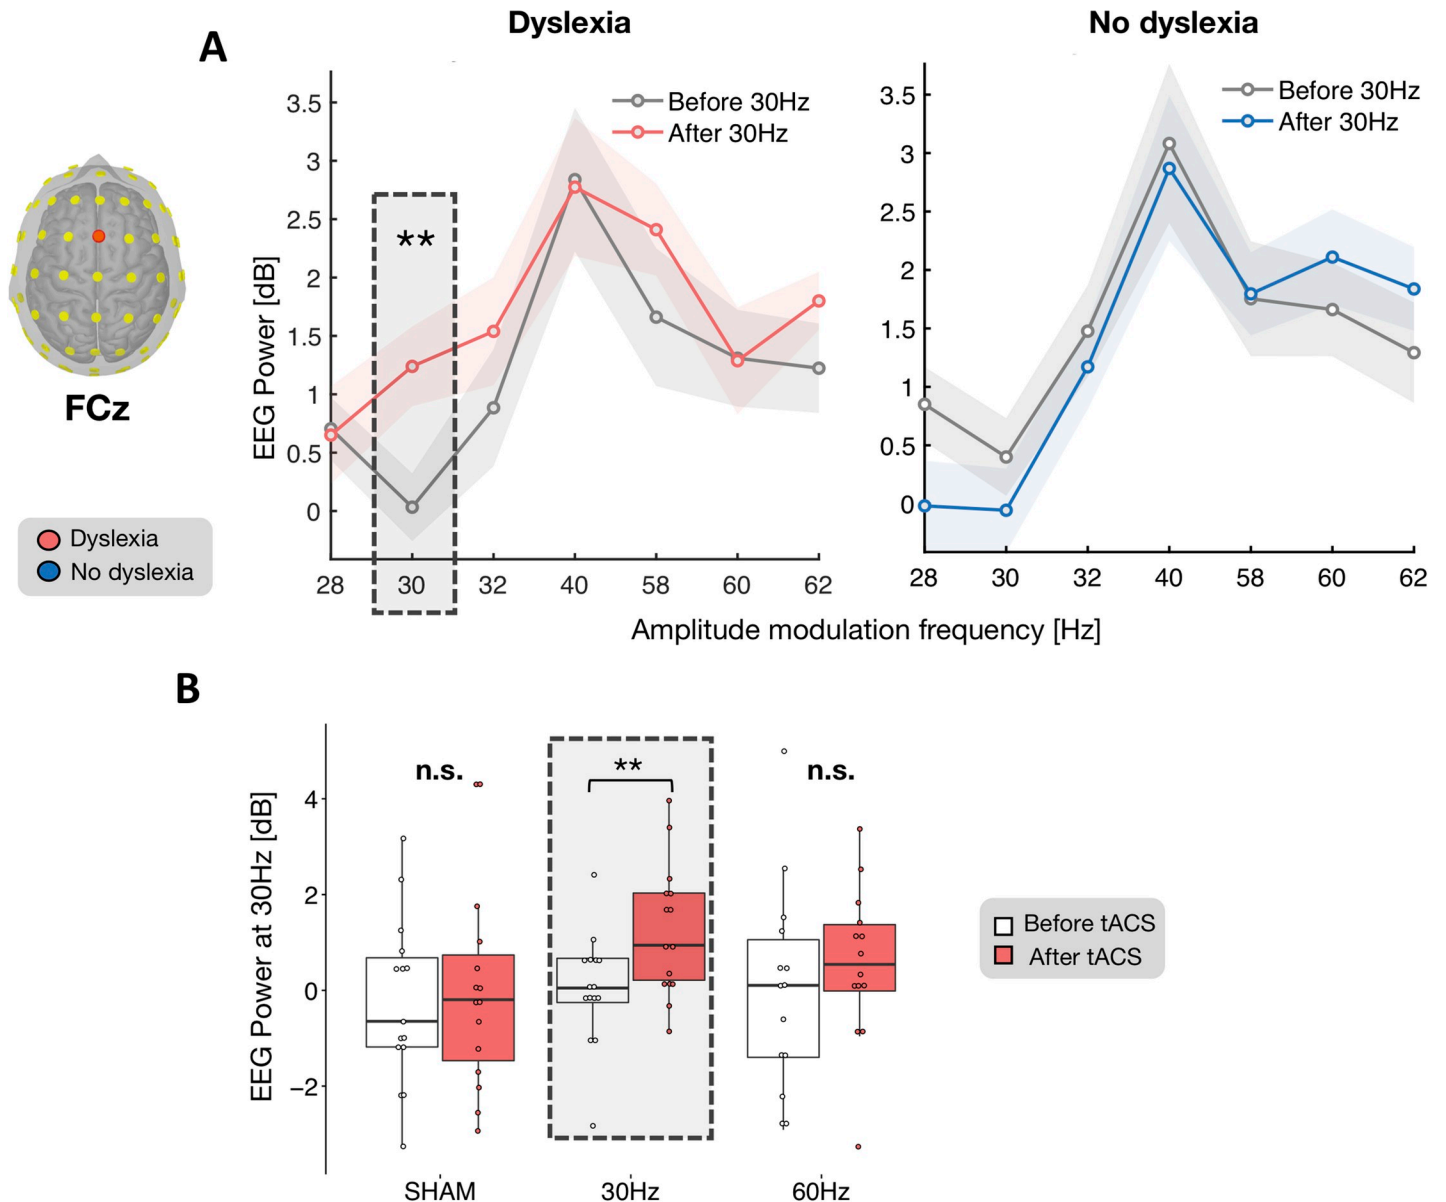 A
Dyslexia
No dyslexia
Before 30Hz
After 30Hz
Before 30Hz
After 30Hz
**
EEG Power [dB]
3.5
3
2.5
2
1.5
1
0.5
0
28 30 32 40 58 60 62
3.5
3
2.5
2
1.5
1
0.5
0
28 30 32 40 58 60 62
Amplitude modulation frequency [Hz]
FCz
Dyslexia
No dyslexia
B
n.s.
**
n.s.
EEG Power at 30Hz [dB]
4
2
0
−2
SHAM 30Hz 60Hz
Before tACS
After tACS